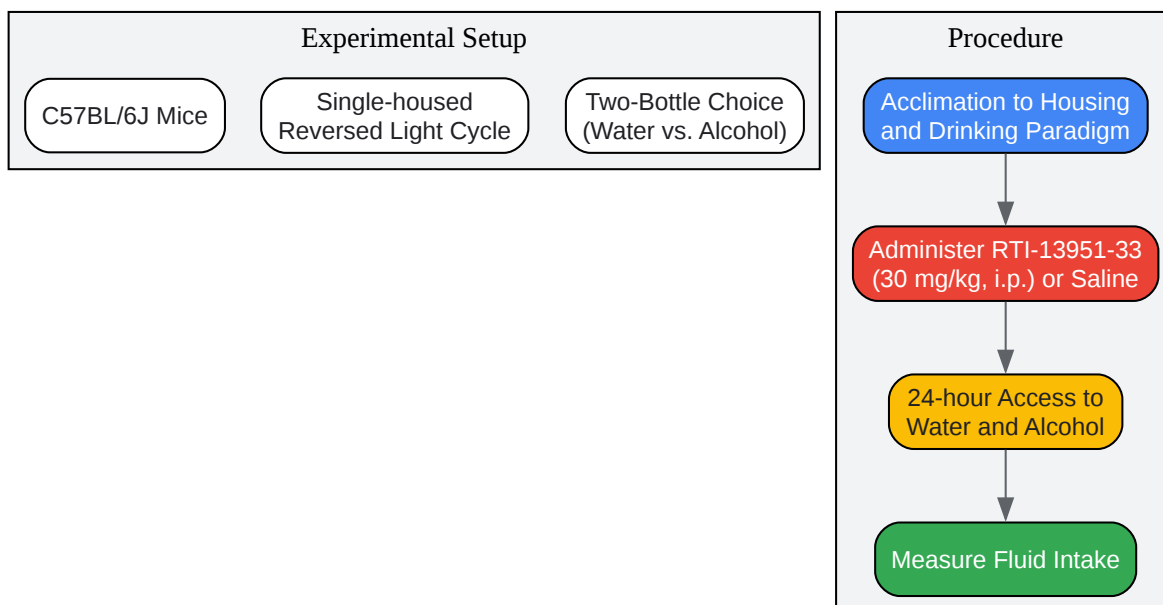 Experimental Setup
C57BL/6J Mice
Single-housed
Reversed Light Cycle
Two-Bottle Choice
(Water vs. Alcohol)
Procedure
Acclimation to Housing
and Drinking Paradigm
Administer RTI-13951-33
(30 mg/kg, i.p.) or Saline
24-hour Access to
Water and Alcohol
Measure Fluid Intake